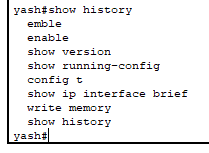 yash#show history
emble
enable
show version
show running-config
config t
show ip interface brief
write memory
show history
yash#